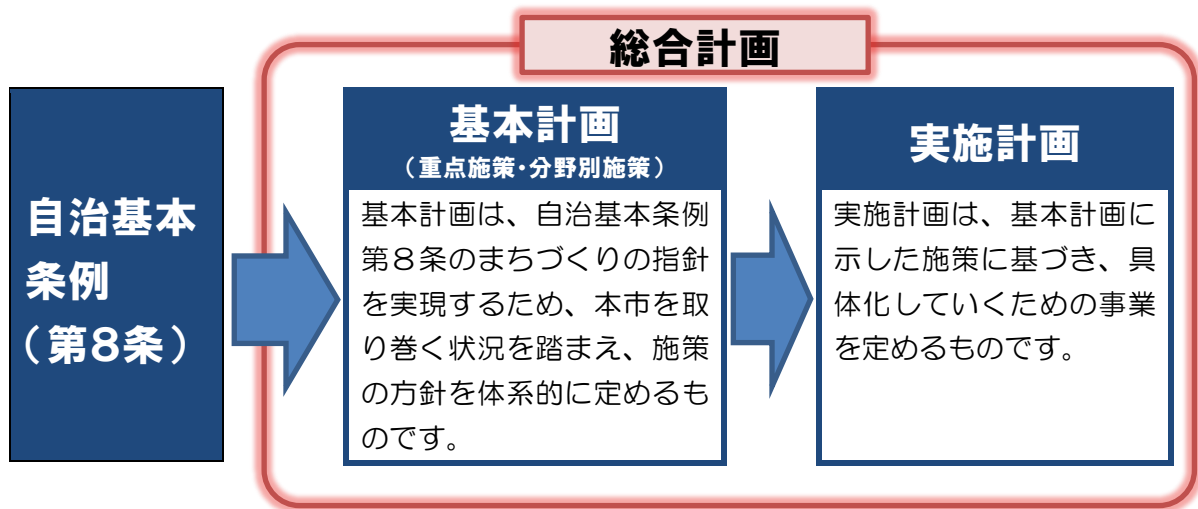 総合計画
自治基本
条例
（第８条）
基本計画
（重点施策･分野別施策）
基本計画は、自治基本条例
第８条のまちづくりの指針
を実現するため、本市を取
り巻く状況を踏まえ、施策
の方針を体系的に定めるも
のです。
実施計画
実施計画は、基本計画に
示した施策に基づき、具
体化していくための事業
を定めるものです。